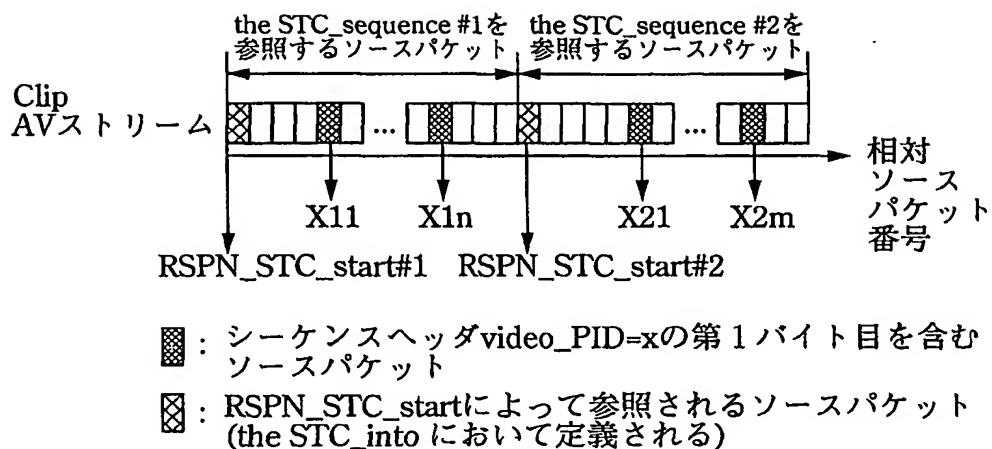 the STC_sequence #1を
参照するソースパケット
the STC_sequence #2を
参照するソースパケット
Clip
AVストリーム
...
...
相対
ソース
パケット
番号
X11
X1n
X21
X2m
RSPN_STC_start#1
RSPN_STC_start#2
: シーケンスヘッダvideo_PID=xの第1バイト目を含む
ソースパケット
: RSPN_STC_startによって参照されるソースパケット
(the STC_into において定義される)